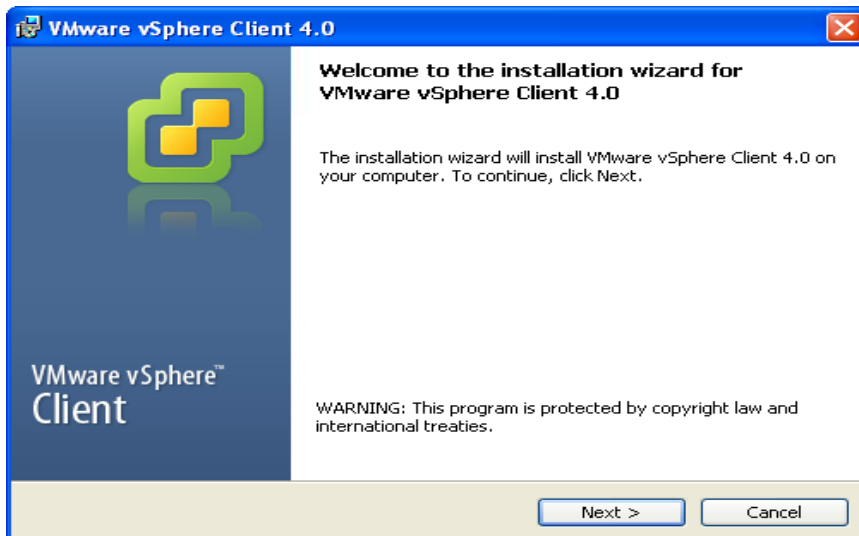 VMware vSphere Client 4.0
Welcome to the installation wizard for
VMware vSphere Client 4.0
The installation wizard will install VMware vSphere Client 4.0 on
your computer. To continue, click Next.
VMware vSphere™
Client
WARNING: This program is protected by copyright law and
international treaties.
Next >
Cancel